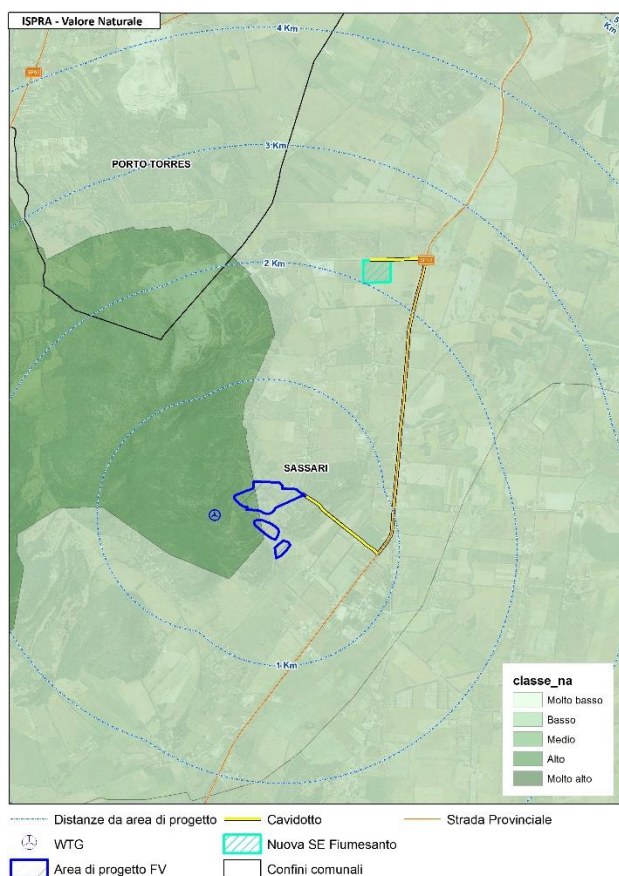 ISPRA - Valore Naturale
4 Km
5 Km
3 Km
PORTO TORRES
2 Km
SASSARI
1 Km
classe_na
Molto basso
Basso
Medio
Alto
Molto alto
Distanze da area di progetto
Cavidotto
Strada Provinciale
WTG
Nuova SE Fiumesanto
Area di progetto FV
Confini comunali